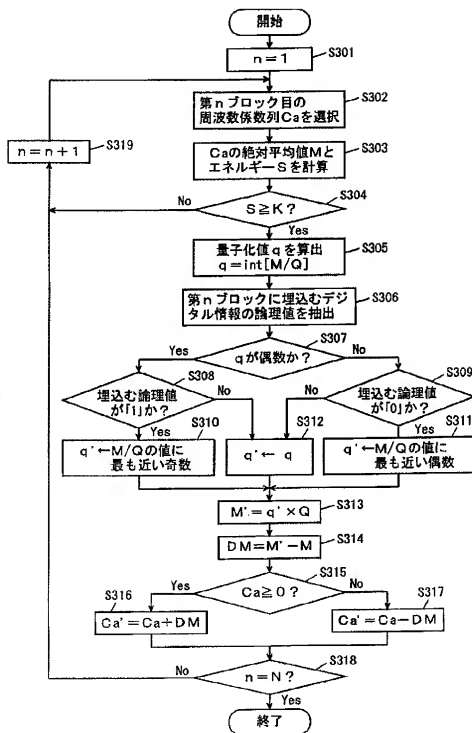 開始
n=1
S301
第nブロック目の
周波数係数列Caを選択
S302
n=n+1
S319
Caの絶対平均値Mと
エネルギーSを計算
S303
S≧K?
S304
No
Yes
量子化値qを算出
q=int[M/Q]
S305
第nブロックに埋込むデジ
タル情報の論理値を抽出
S306
qが偶数か?
S307
Yes
No
埋込む論理値
が「1」か?
S308
No
Yes
埋込む論理値
が「0」か?
S309
No
Yes
q'←M/Qの値に
最も近い奇数
S310
q'←q
S312
q'←M/Qの値に
最も近い偶数
S311
M'=q'×Q
S313
DM=M'−M
S314
Ca≧0?
S315
Yes
No
Ca'=Ca+DM
S316
Ca'=Ca−DM
S317
n=N?
S318
No
Yes
終了